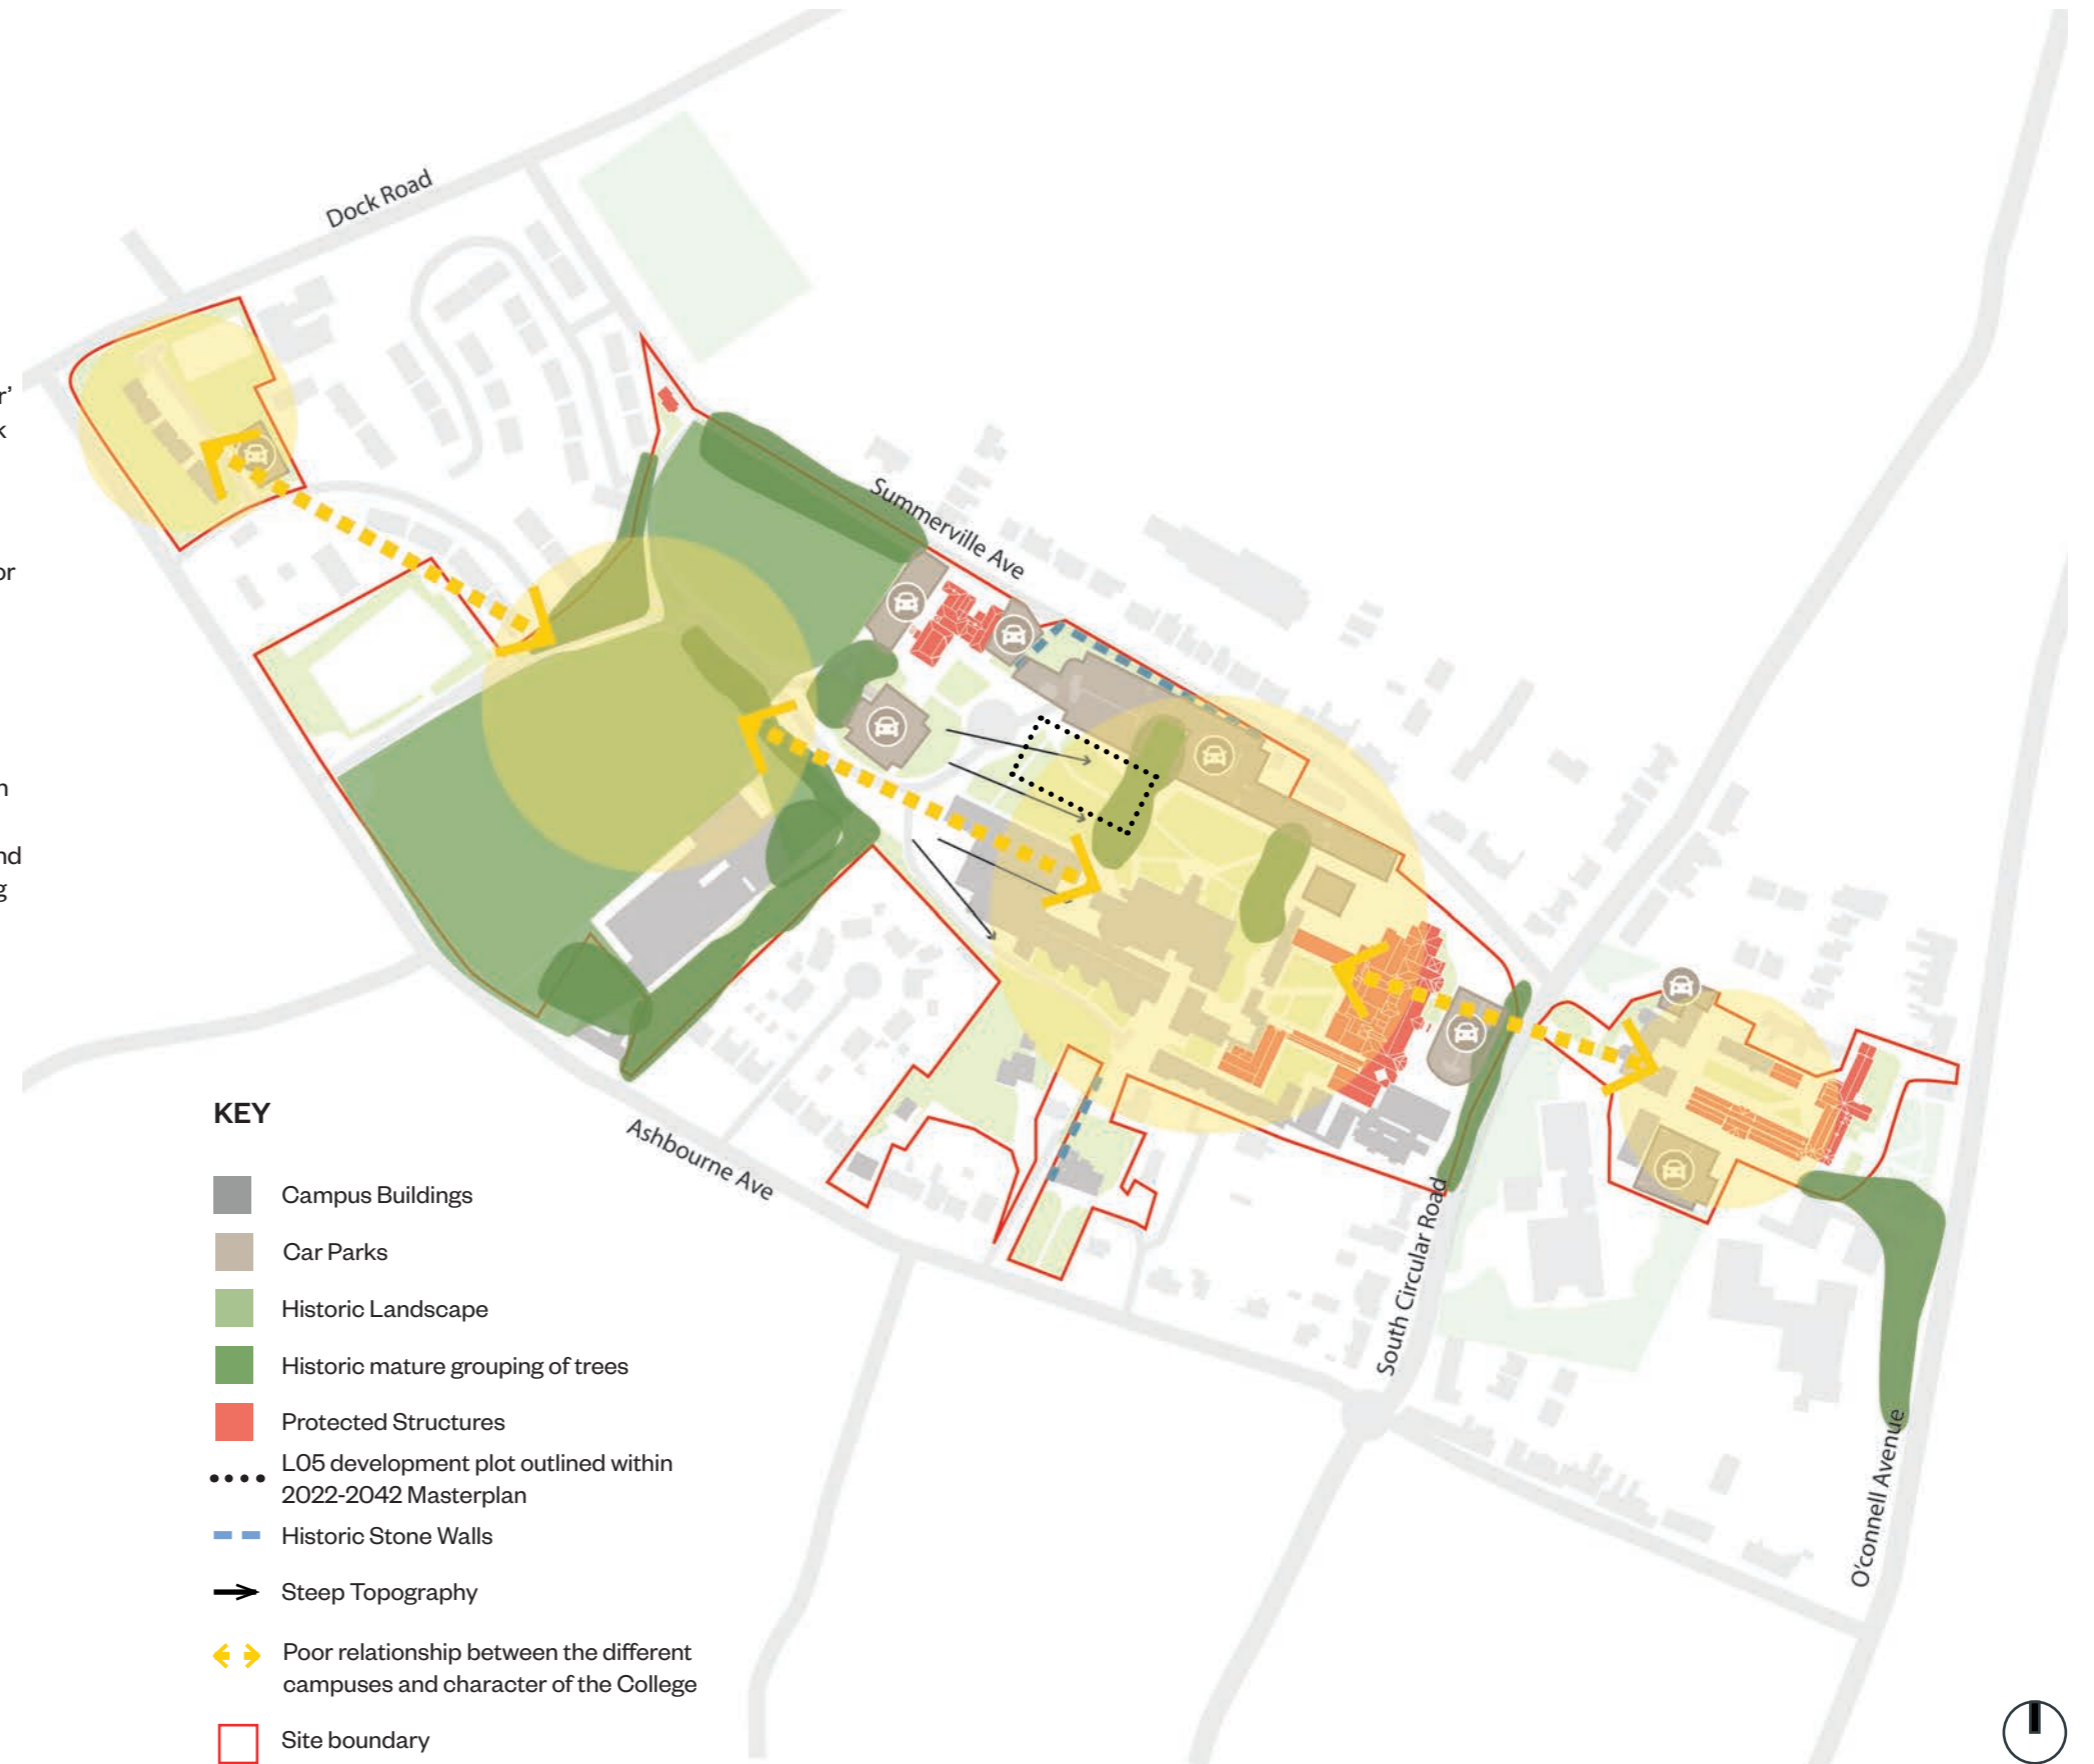 Dock Road
r’
k
Summerville Ave
or
n
nd
g
KEY
Ashbourne Ave
Campus Buildings
South Circular Road
Car Parks
Historic Landscape
Historic mature grouping of trees
Protected Structures
L05 development plot outlined within
2022-2042 Masterplan
O'connell Avenue
Historic Stone Walls
Steep Topography
Poor relationship between the different
campuses and character of the College
Site boundary